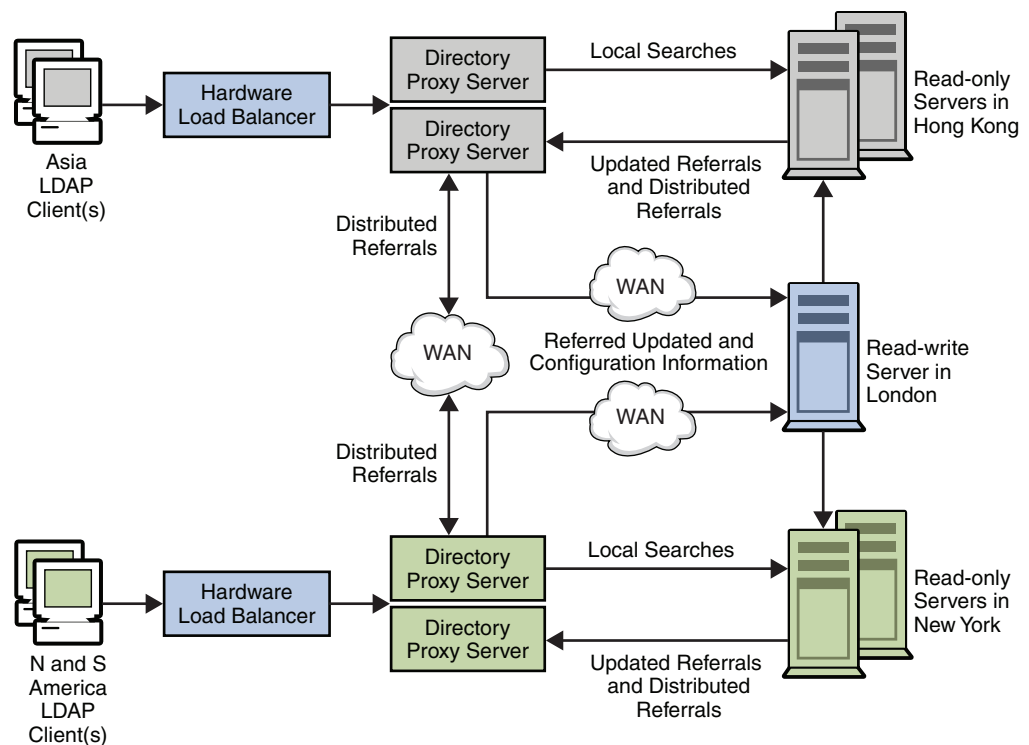 Asia
LDAP
Client(s)
Hardware
Load Balancer
Directory
Proxy Server
Directory
Proxy Server
Local Searches
Updated Referrals
and Distributed
Referrals
Read-only
Servers in
Hong Kong
Distributed
Referrals
WAN
WAN
Referred Updated and
Configuration Information
WAN
Read-write
Server in
London
Distributed
Referrals
N and S
America
LDAP
Client(s)
Hardware
Load Balancer
Directory
Proxy Server
Directory
Proxy Server
Local Searches
Updated Referrals
and Distributed
Referrals
Read-only
Servers in
New York